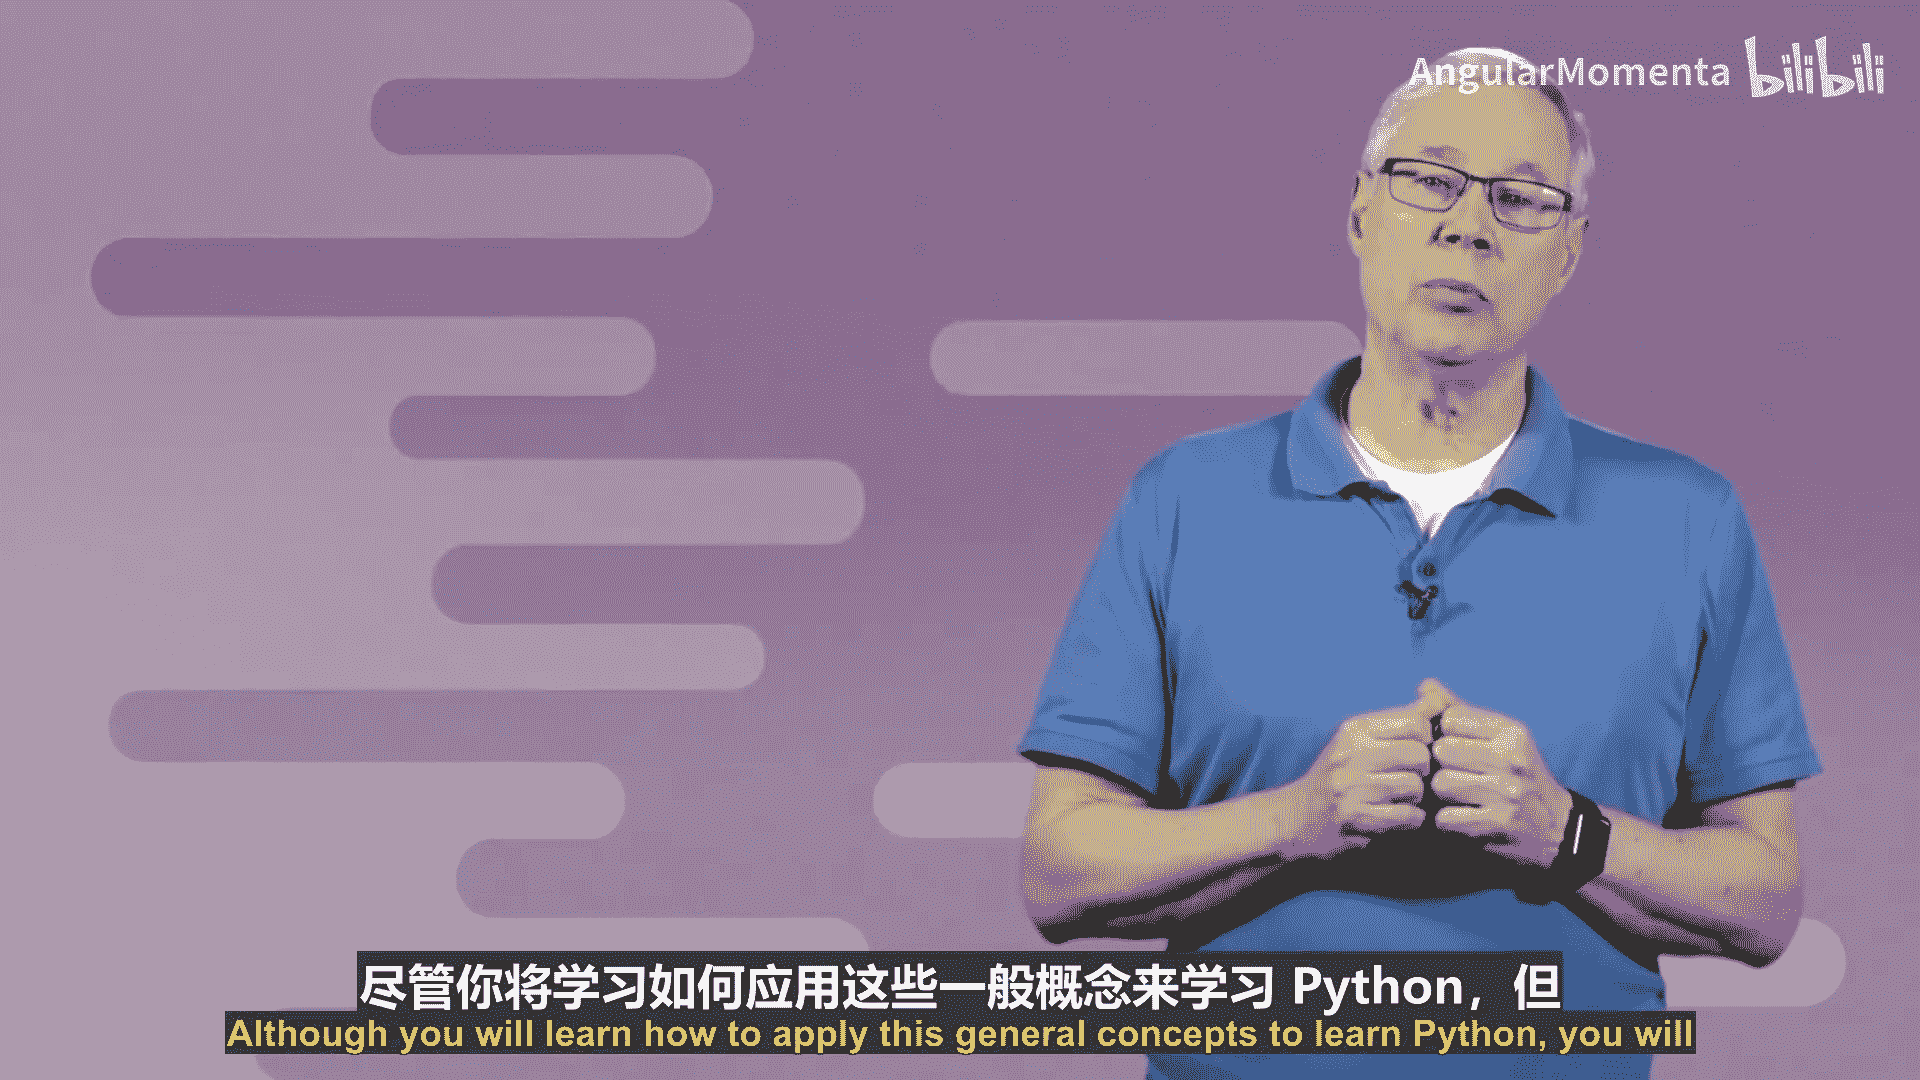 AngularMomenta bilibili
尽管你将学习如何应用这些一般概念来学习 Python，但
Although you will learn how to apply this general concepts to learn Python, you will